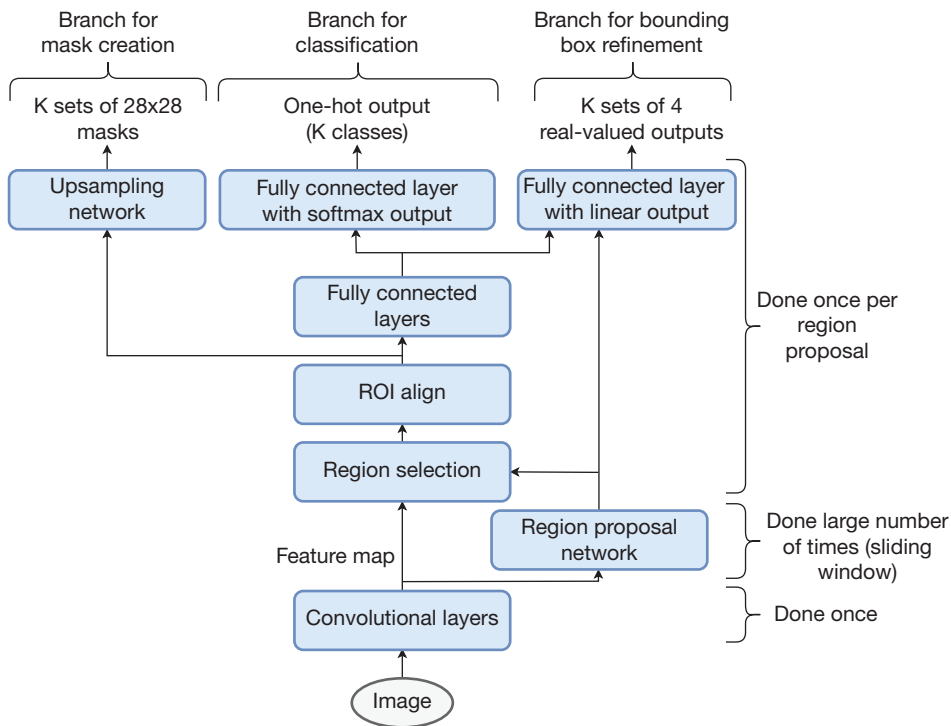 Branch for
mask creation
Branch for
classification
Branch for bounding
box refinement
K sets of 28x28
masks
One-hot output
(K classes)
K sets of 4
real-valued outputs
Upsampling
network
Fully connected layer
with softmax output
Fully connected layer
with linear output
Fully connected
layers
Done once per
region
proposal
ROI align
Region selection
Region proposal
network
Done large number
of times (sliding
window)
Feature map
Convolutional layers
Done once
Image